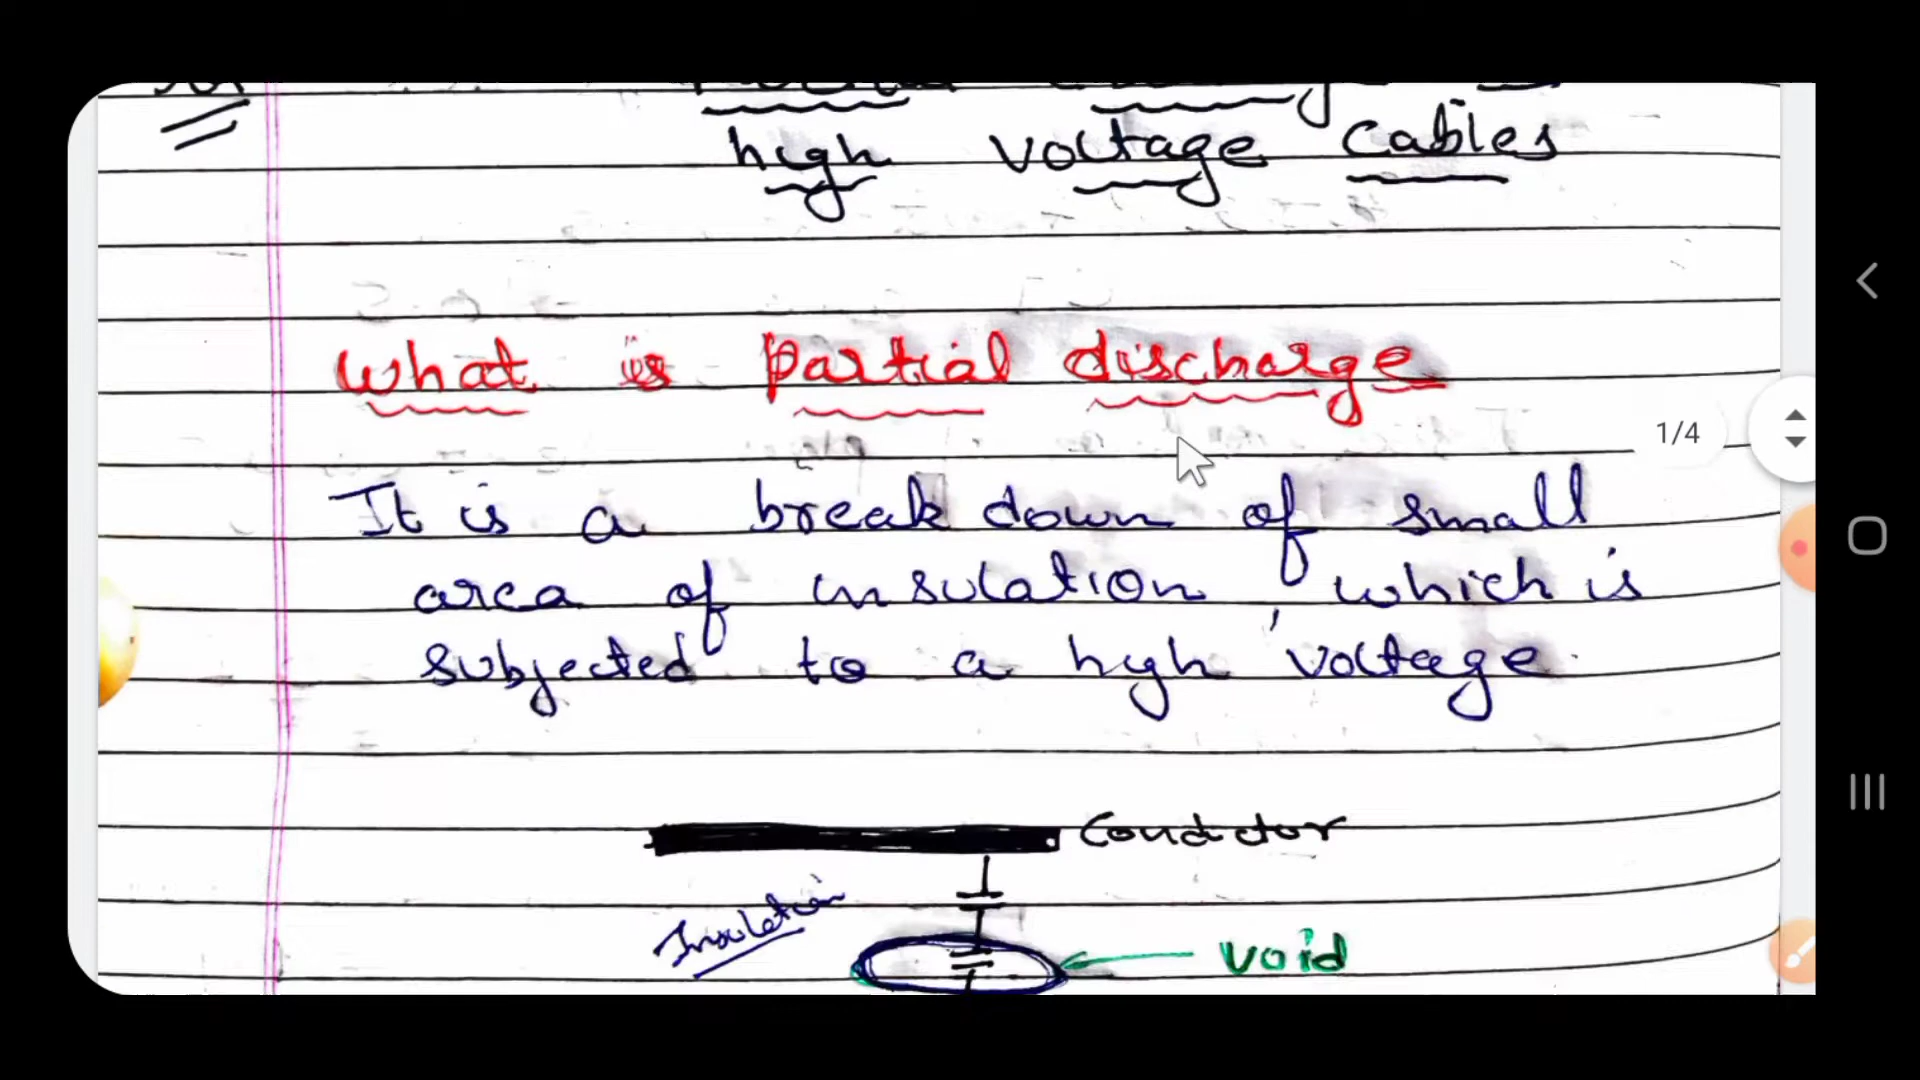 high voltage cables
What is partial discharge
1/4
It is a break down of small
area of insulation, which is
subjected to a high voltage.
Conductor
Insulation
Void